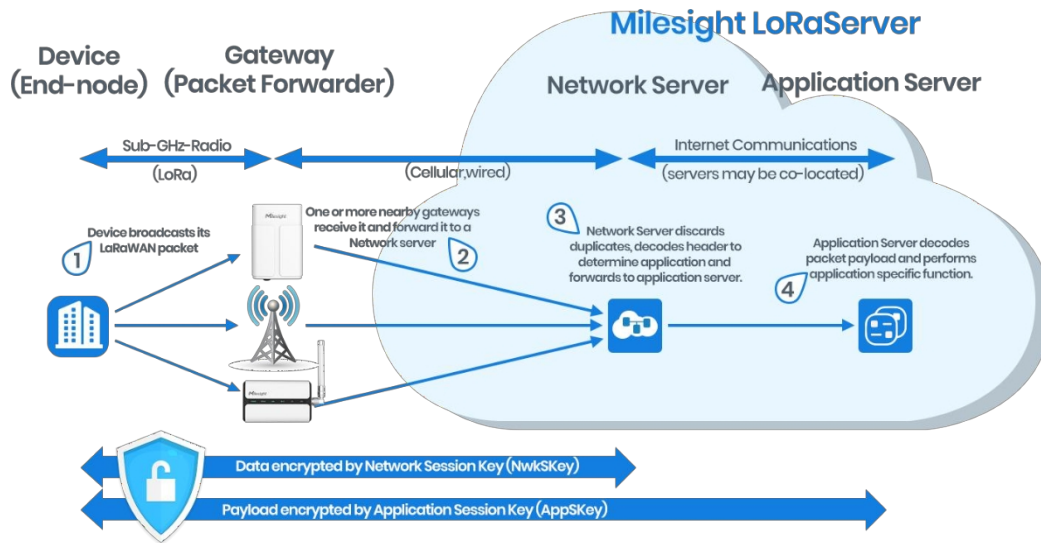 Milesight LoRaServer
Device
(End-node)
Gateway
(Packet Forwarder)
Network Server
Application Server
Sub-GHz-Radio
(LoRa)
(Cellular,wired)
Internet Communications
(servers may be co-located)
1
Device broadcasts its
LaRaWAN packet
Milesight
One or more nearby gateways
receive it and forward it to a
Network server
2
3
Network Server discards
duplicates, decodes header to
determine application and
forwards to application server.
4
Application Server decodes
packet payload and performs
application specific function.
Milesight
Data encrypted by Network Session Key (NwkSKey)
Payload encrypted by Application Session Key (AppSKey)